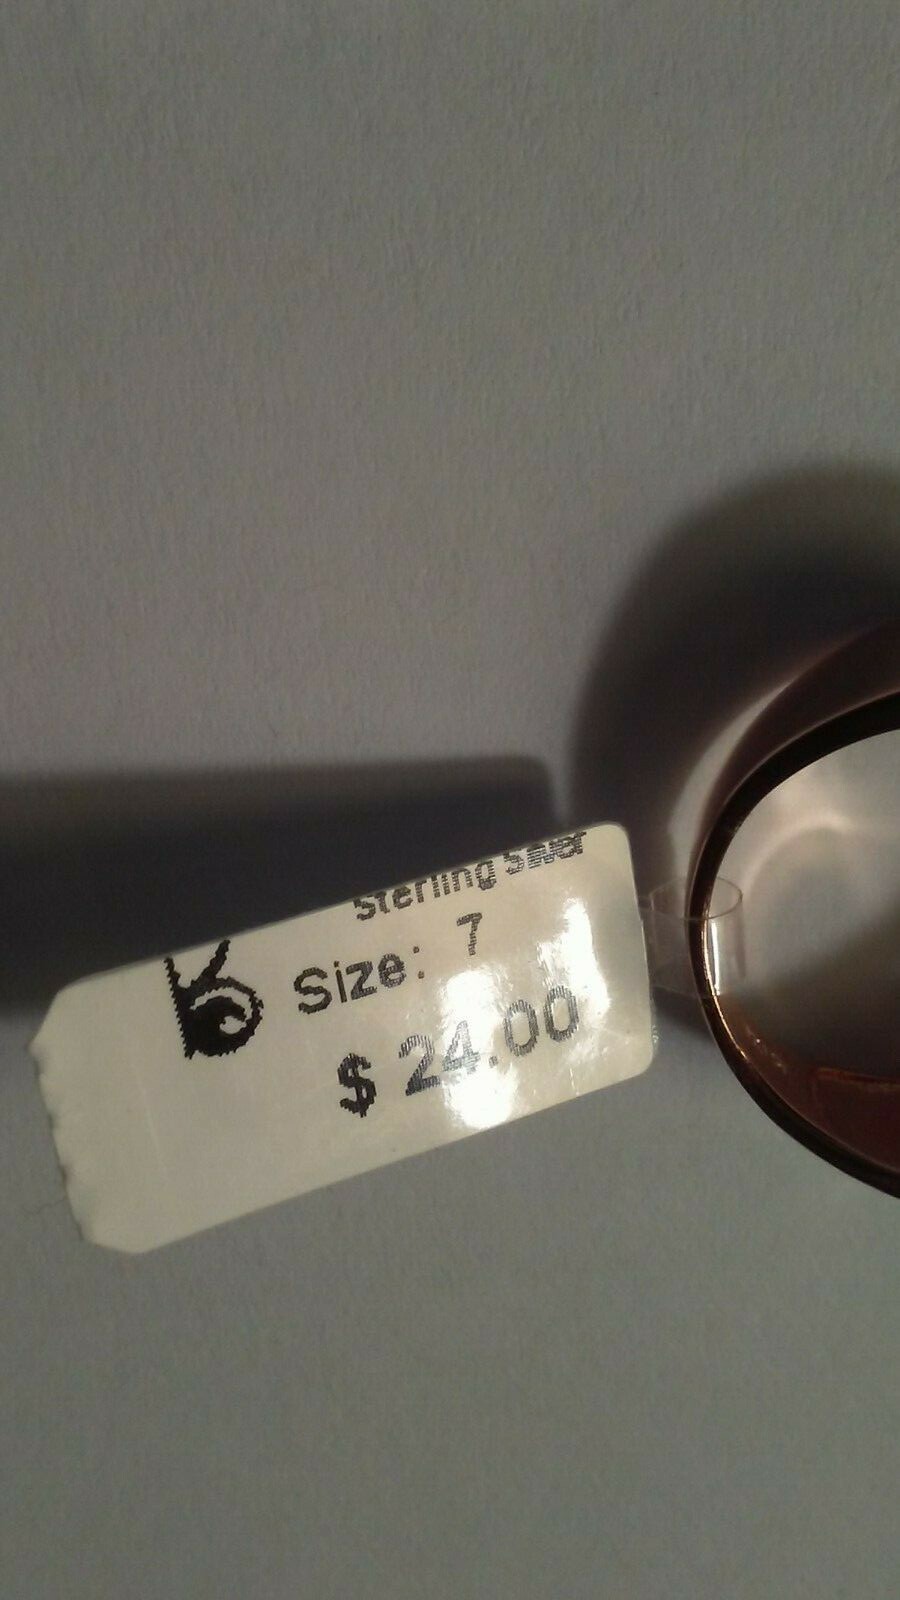 Sterling Silver
Size: 7
$ 24.00